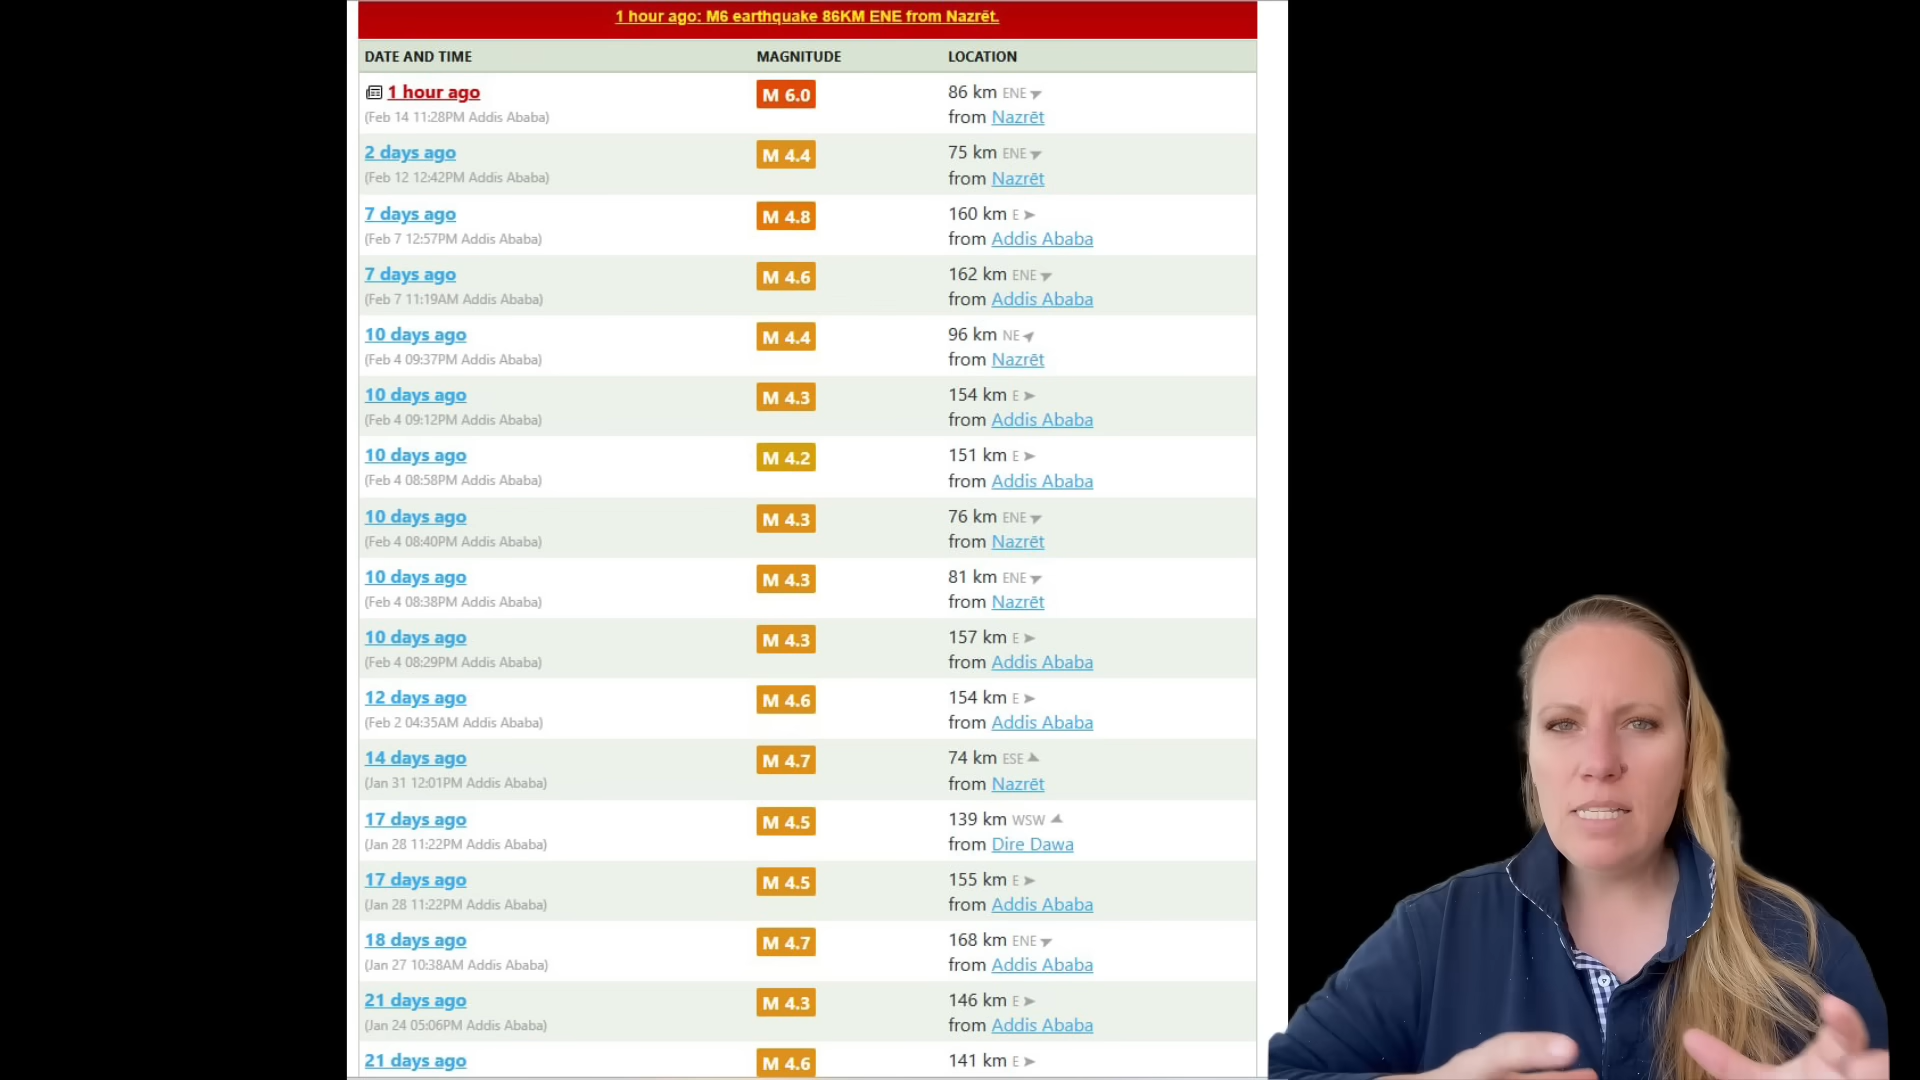 1 hour ago: M6 earthquake 86KM ENE from Nazrēt.
DATE AND TIME MAGNITUDE LOCATION
1 hour ago M 6.0 86 km ENE
(Feb 14 11:28PM Addis Ababa) from Nazrēt
2 days ago M 4.4 75 km ENE
(Feb 12 12:42PM Addis Ababa) from Nazrēt
7 days ago M 4.8 160 km E
(Feb 7 12:57PM Addis Ababa) from Addis Ababa
7 days ago M 4.6 162 km ENE
(Feb 7 11:19AM Addis Ababa) from Addis Ababa
10 days ago M 4.4 96 km NE
(Feb 4 09:37PM Addis Ababa) from Nazrēt
10 days ago M 4.3 154 km E
(Feb 4 09:12PM Addis Ababa) from Addis Ababa
10 days ago M 4.2 151 km E
(Feb 4 08:58PM Addis Ababa) from Addis Ababa
10 days ago M 4.3 76 km ENE
(Feb 4 08:40PM Addis Ababa) from Nazrēt
10 days ago M 4.3 81 km ENE
(Feb 4 08:38PM Addis Ababa) from Nazrēt
10 days ago M 4.3 157 km E
(Feb 4 08:29PM Addis Ababa) from Addis Ababa
12 days ago M 4.6 154 km E
(Feb 2 04:35AM Addis Ababa) from Addis Ababa
14 days ago M 4.7 74 km ESE
(Jan 31 12:01PM Addis Ababa) from Nazrēt
17 days ago M 4.5 139 km WSW
(Jan 28 11:22PM Addis Ababa) from Dire Dawa
17 days ago M 4.5 155 km E
(Jan 28 11:22PM Addis Ababa) from Addis Ababa
18 days ago M 4.7 168 km ENE
(Jan 27 10:38AM Addis Ababa) from Addis Ababa
21 days ago M 4.3 146 km E
(Jan 24 05:06PM Addis Ababa) from Addis Ababa
21 days ago M 4.6 141 km E